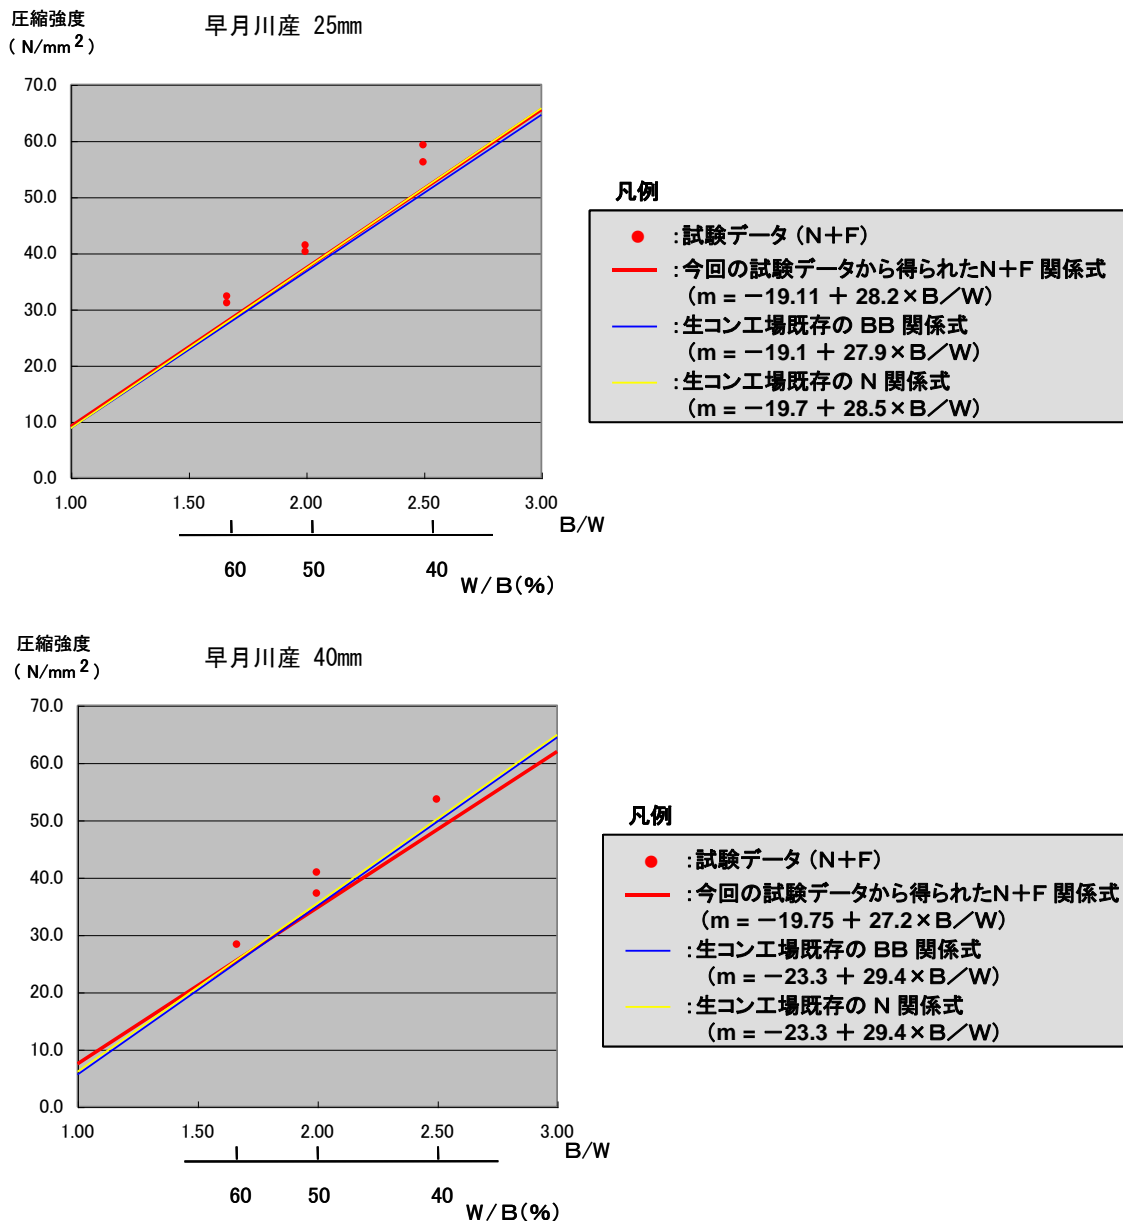 圧縮強度
( N/mm 2 )
早月川産 25mm
70.0
60.0
50.0
40.0
30.0
20.0
10.0
0.0
1.00 1.50 2.00 2.50 3.00
B/W
60 50 40
W/B(%)
凡例
:試験データ (N+F)
:今回の試験データから得られたN+F 関係式
(m = -19.11 + 28.2×B/W)
:生コン工場既存の BB 関係式
(m = -19.1 + 27.9×B/W)
:生コン工場既存の N 関係式
(m = -19.7 + 28.5×B/W)
圧縮強度
( N/mm 2 )
早月川産 40mm
70.0
60.0
50.0
40.0
30.0
20.0
10.0
0.0
1.00 1.50 2.00 2.50 3.00
B/W
60 50 40
W/B(%)
凡例
:試験データ (N+F)
:今回の試験データから得られたN+F 関係式
(m = -19.75 + 27.2×B/W)
:生コン工場既存の BB 関係式
(m = -23.3 + 29.4×B/W)
:生コン工場既存の N 関係式
(m = -23.3 + 29.4×B/W)